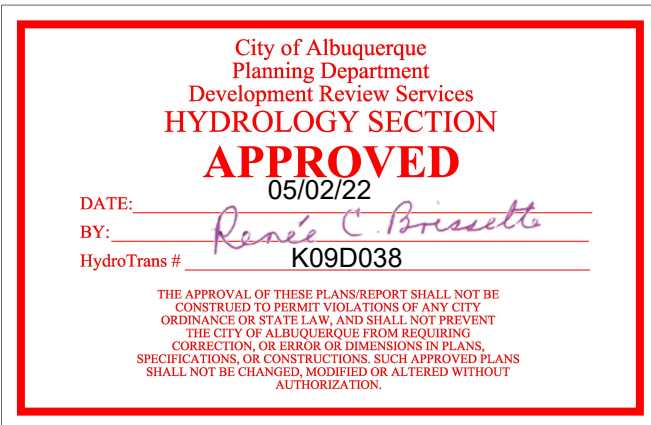 City of Albuquerque
Planning Department
Development Review Services
HYDROLOGY SECTION
APPROVED
DATE: 05/02/22
BY: Renée C. Brissette
HydroTrans # K09D038
THE APPROVAL OF THESE PLANS/REPORT SHALL NOT BE
CONSTRUED TO PERMIT VIOLATIONS OF ANY CITY
ORDINANCE OR STATE LAW, AND SHALL NOT PREVENT
THE CITY OF ALBUQUERQUE FROM REQUIRING
CORRECTION, OR ERROR OR DIMENSIONS IN PLANS,
SPECIFICATIONS, OR CONSTRUCTIONS. SUCH APPROVED PLANS
SHALL NOT BE CHANGED, MODIFIED OR ALTERED WITHOUT
AUTHORIZATION.